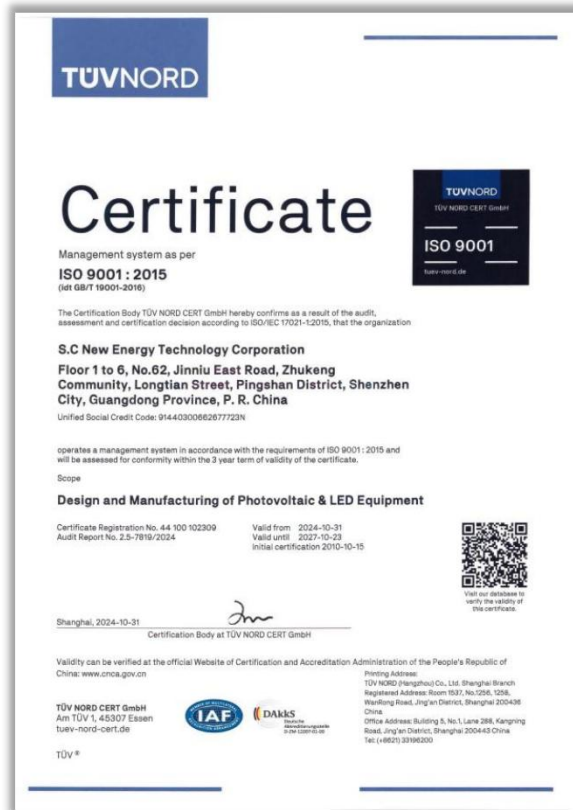 TÜVNORD
Certificate
TÜVNORD
TÜV NORD CERT GmbH
ISO 9001
tuev-nord.de
Management system as per
ISO 9001 : 2015
(idt GB/T 19001-2016)
The Certification Body TÜV NORD CERT GmbH hereby confirms as a result of the audit,
assessment and certification decision according to ISO/IEC 17021-1:2015, that the organization
S.C New Energy Technology Corporation
Floor 1 to 6, No.62, Jinniu East Road, Zhukeng
Community, Longtian Street, Pingshan District, Shenzhen
City, Guangdong Province, P. R. China
Unified Social Credit Code: 91440300662677723N
operates a management system in accordance with the requirements of ISO 9001 : 2015 and
will be assessed for conformity within the 3 year term of validity of the certificate.
Scope
Design and Manufacturing of Photovoltaic & LED Equipment
Certificate Registration No. 44 100 102309
Audit Report No. 2.5-7819/2024
Valid from 2024-10-31
Valid until 2027-10-23
Initial certification 2010-10-15
Visit our database to
verify the validity of
this certificate.
Shanghai, 2024-10-31
Certification Body at TÜV NORD CERT GmbH
Validity can be verified at the official Website of Certification and Accreditation Administration of the People's Republic of
China: www.cnca.gov.cn
TÜV NORD CERT GmbH
Am TÜV 1, 45307 Essen
tuev-nord-cert.de
TÜV ®
IAF
DAkkS
Deutsche
Akkreditierungsstelle
Printing Address:
TÜV NORD (Hangzhou) Co., Ltd. Shanghai Branch
Registered Address: Room 1537, No.1256, 1258,
WanRong Road, Jing'an District, Shanghai 200436
China
Office Address: Building 5, No.1, Lane 288, Kangning
Road, Jing'an District, Shanghai 200443 China
Tel: (+8621) 33196200